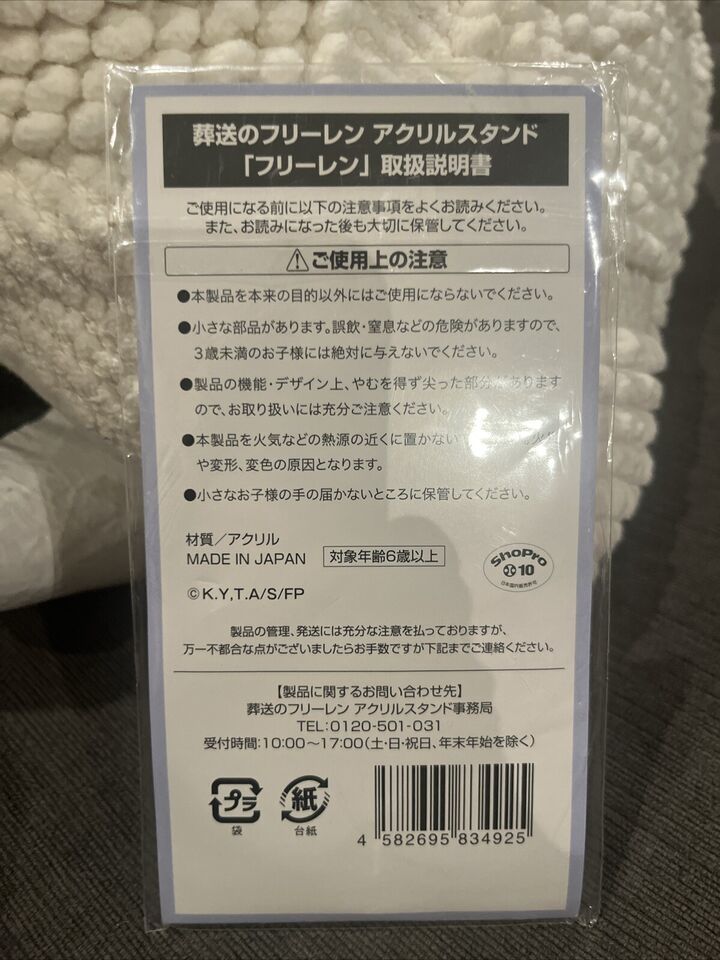 葬送のフリーレン アクリルスタンド
「フリーレン」取扱説明書
ご使用になる前に以下の注意事項をよくお読みください。
また、お読みになった後も大切に保管してください。
ご使用上の注意
●本製品を本来の目的以外にはご使用にならないでください。
●小さな部品があります。誤飲・窒息などの危険がありますので、
3歳未満のお子様には絶対に与えないでください。
●製品の機能・デザイン上、やむを得ず尖った部分があります
ので、お取り扱いには充分ご注意ください。
●本製品を火気などの熱源の近くに置かない
や変形、変色の原因となります。
●小さなお子様の手の届かないところに保管してください。
材質／アクリル
MADE IN JAPAN 対象年齢6歳以上
©K.Y,T.A/S/FP
ShoPro
10
日本国内販売許可
製品の管理、発送には充分な注意を払っておりますが、
万一不都合な点がございましたらお手数ですが下記までご連絡ください。
【製品に関するお問い合わせ先】
葬送のフリーレン アクリルスタンド事務局
TEL:0120-501-031
受付時間:10:00～17:00(土・日・祝日、年末年始を除く)
プラ
袋
紙
台紙
4 582695 834925